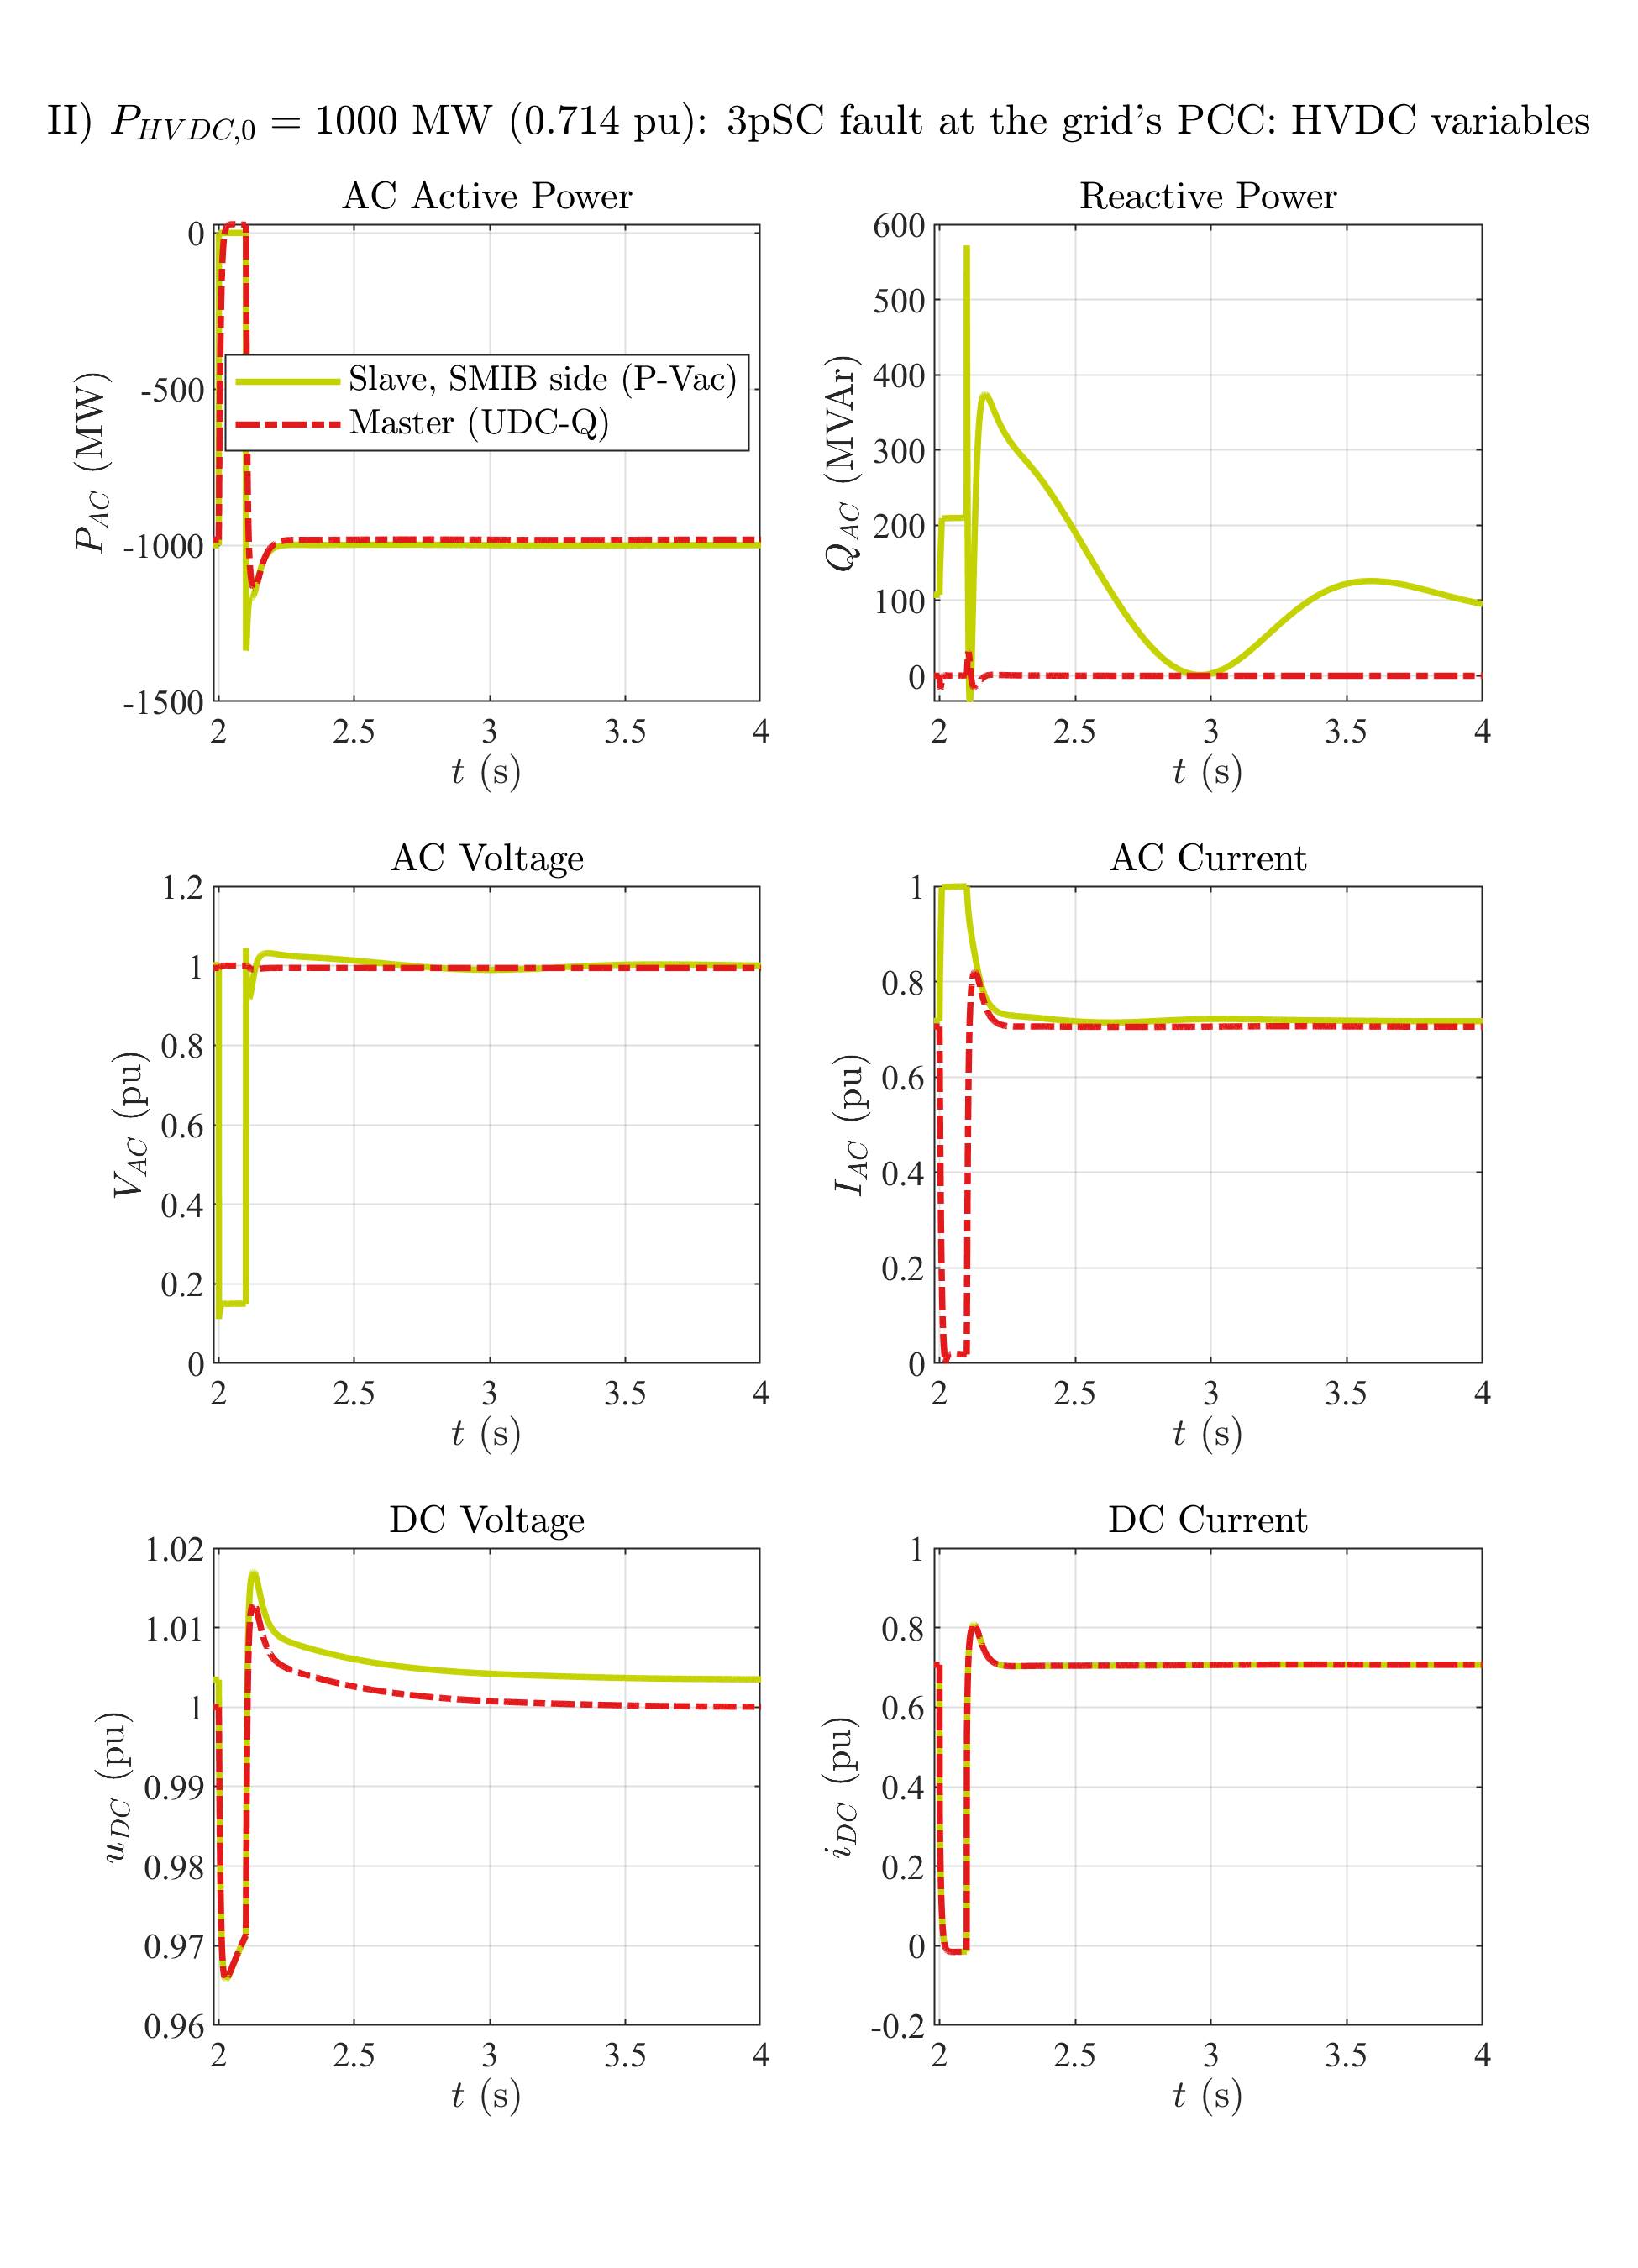 II) P_{HVDC,0} = 1000 MW (0.714 pu): 3pSC fault at the grid's PCC: HVDC variables
AC Active Power
0
-500
-1000
-1500
P_{AC} (MW)
Slave, SMIB side (P-Vac)
Master (UDC-Q)
2 2.5 3 3.5 4
t (s)
Reactive Power
600
500
400
300
200
100
0
Q_{AC} (MVAr)
2 2.5 3 3.5 4
t (s)
AC Voltage
1.2
1
0.8
0.6
0.4
0.2
0
V_{AC} (pu)
2 2.5 3 3.5 4
t (s)
AC Current
1
0.8
0.6
0.4
0.2
0
I_{AC} (pu)
2 2.5 3 3.5 4
t (s)
DC Voltage
1.02
1.01
1
0.99
0.98
0.97
0.96
u_{DC} (pu)
2 2.5 3 3.5 4
t (s)
DC Current
1
0.8
0.6
0.4
0.2
0
-0.2
i_{DC} (pu)
2 2.5 3 3.5 4
t (s)